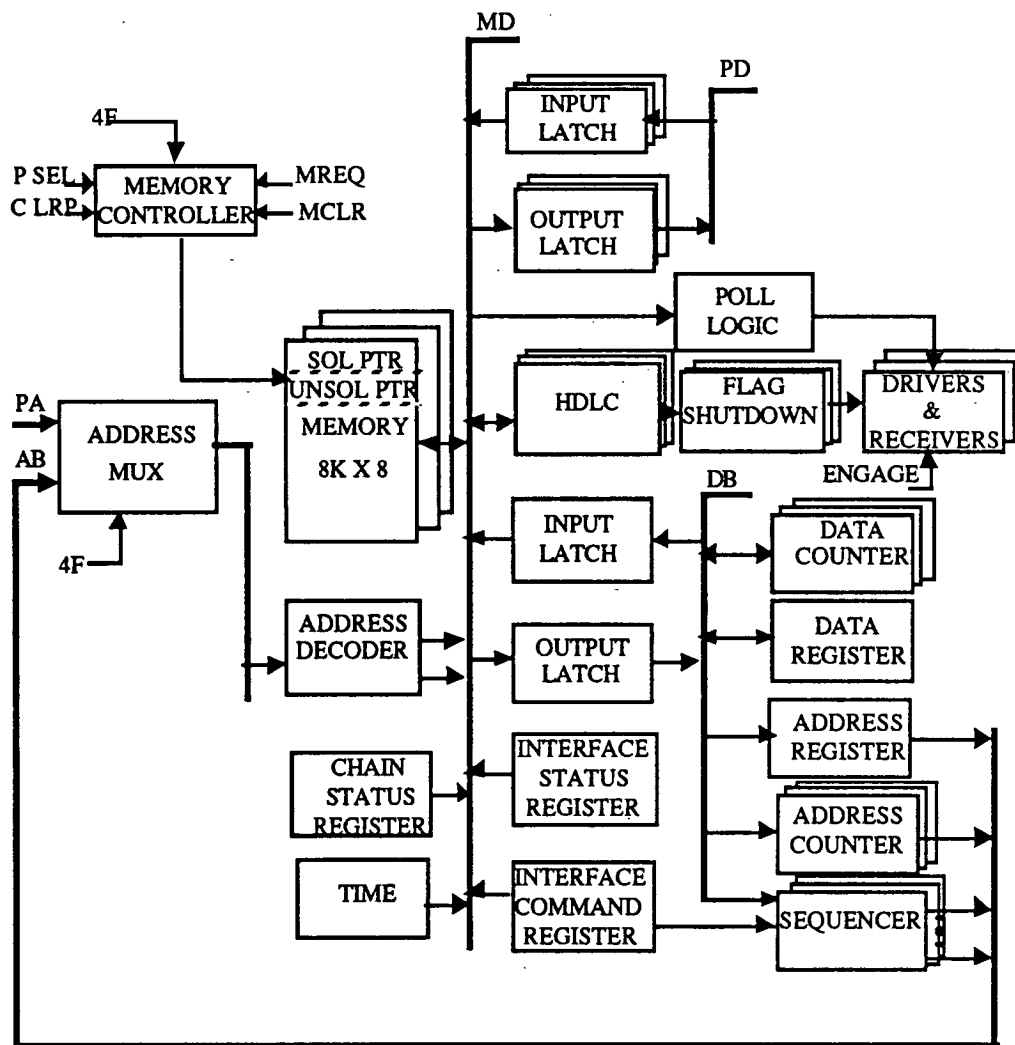 MD
PD
INPUT
LATCH
4F
P SEL
C LRP
MEMORY
CONTROLLER
MREQ
MCLR
OUTPUT
LATCH
POLL
LOGIC
SOL PTR
UNSOL PTR
MEMORY
8K X 8
HDLC
FLAG
SHUTDOWN
DRIVERS
&
RECEIVERS
ENGAGE
PA
AB
ADDRESS
MUX
4F
DB
INPUT
LATCH
DATA
COUNTER
ADDRESS
DECODER
OUTPUT
LATCH
DATA
REGISTER
ADDRESS
REGISTER
CHAIN
STATUS
REGISTER
INTERFACE
STATUS
REGISTER
ADDRESS
COUNTER
TIME
INTERFACE
COMMAND
REGISTER
SEQUENCER